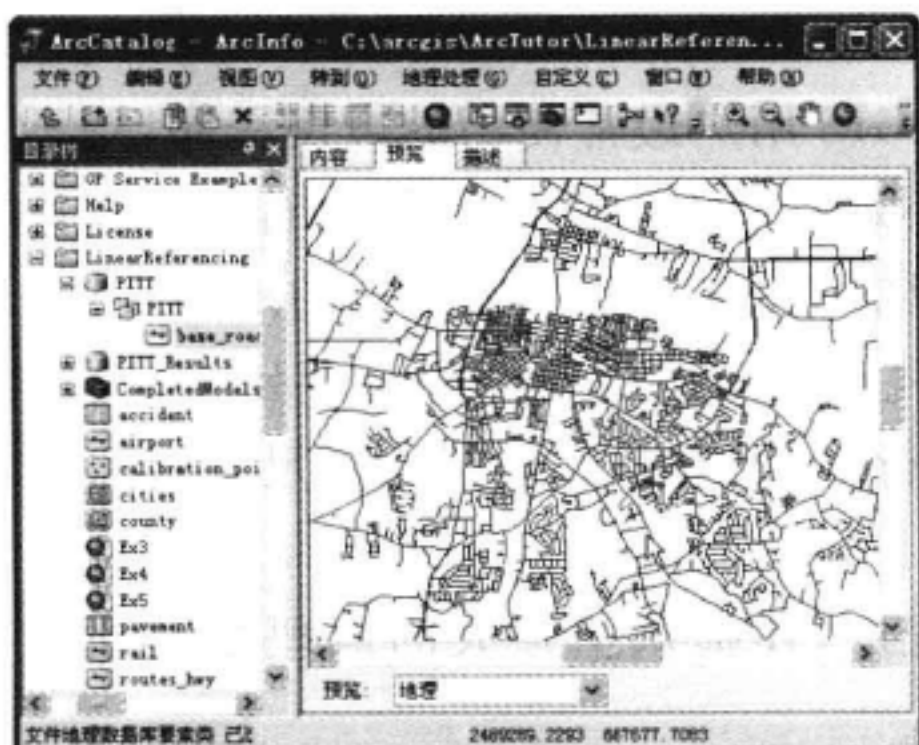 ArcCatalog - ArcInfo - C:\arcgis\ArcTutor\LinearReferen...
文件(F) 编辑(E) 视图(V) 转到(G) 地理处理(G) 自定义(C) 窗口(W) 帮助(H)
目录树
内容 预览 描述
GP Service Example
Help
License
LinearReferencing
PITT
PITT
base_road
PITT_Results
CompletedModels
accident
airport
calibration_poi
cities
county
Ex3
Ex4
Ex5
pavement
rail
routes_hwy
预览: 地理
文件地理数据库要素类 已
2489289.2293 687677.7083